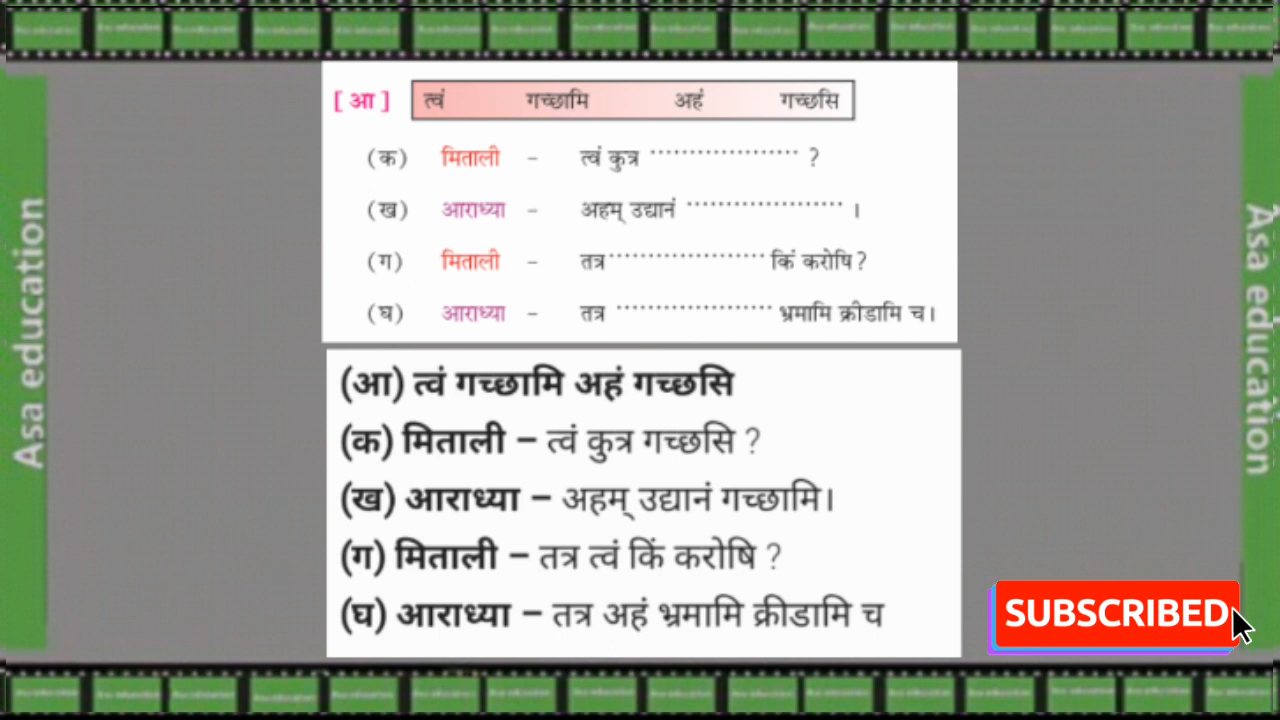 [ आ ] त्वं गच्छामि अहं गच्छसि
(क) मिताली – त्वं कुत्र ................... ?
(ख) आराध्या – अहम् उद्यानं .................... ।
(ग) मिताली – तत्र .................... किं करोषि ?
(घ) आराध्या – तत्र .................... भ्रमामि क्रीडामि च।
(आ) त्वं गच्छामि अहं गच्छसि
(क) मिताली – त्वं कुत्र गच्छसि ?
(ख) आराध्या – अहम् उद्यानं गच्छामि।
(ग) मिताली – तत्र त्वं किं करोषि ?
(घ) आराध्या – तत्र अहं भ्रमामि क्रीडामि च
Asa education
Asa education
SUBSCRIBED